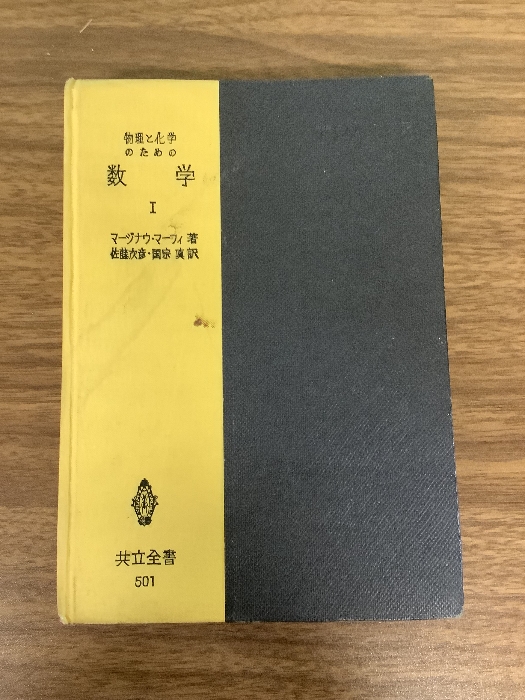 物理と化学
のための
数学
I
マージナウ・マーフィ著
佐藤次彦・国宗真訳
共立全書
501